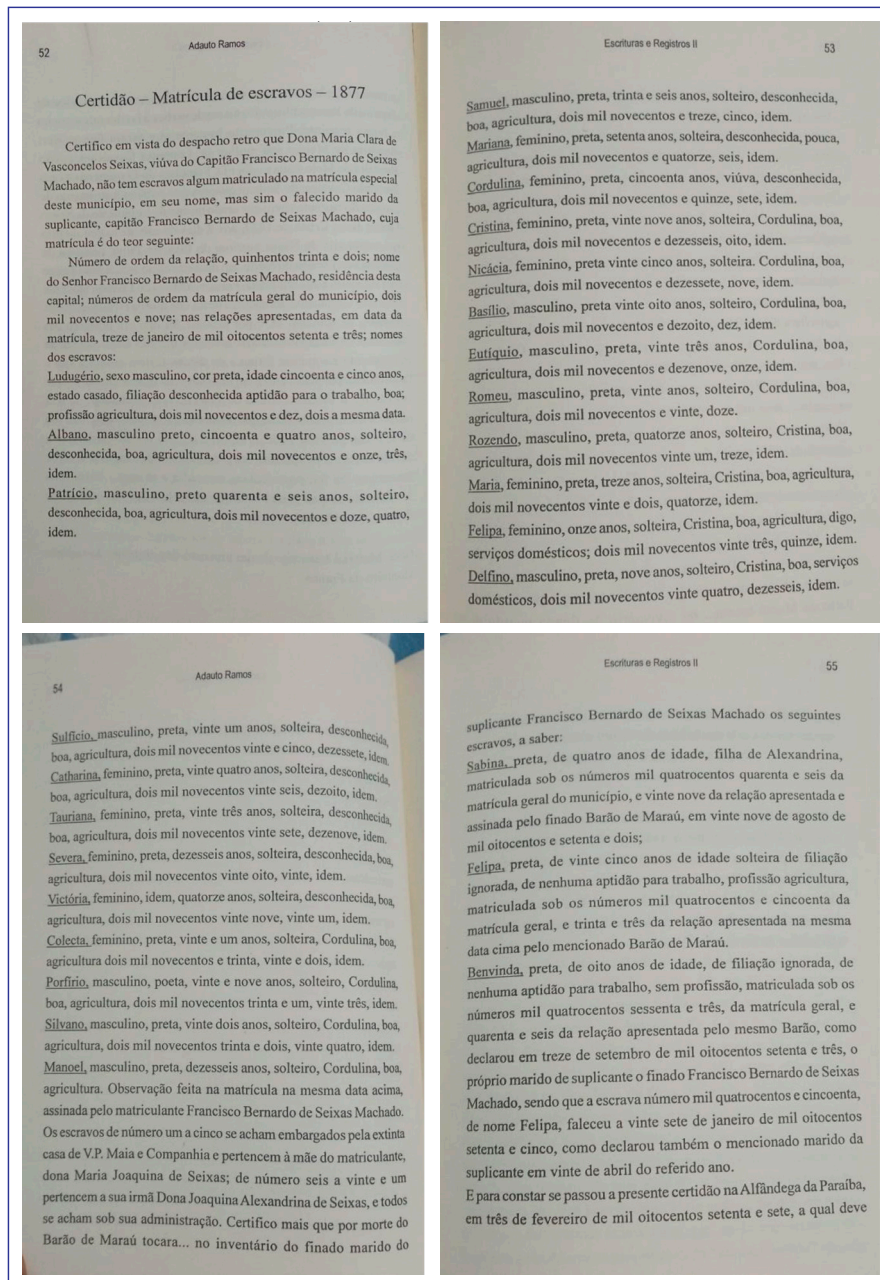 52
Adauto Ramos
Certidão – Matrícula de escravos – 1877
Certifico em vista do despacho retro que Dona Maria Clara de
Vasconcelos Seixas, viúva do Capitão Francisco Bernardo de Seixas
Machado, não tem escravos algum matriculado na matrícula especial
deste município, em seu nome, mas sim o falecido marido da
suplicante, capitão Francisco Bernardo de Seixas Machado, cuja
matrícula é do teor seguinte:
Número de ordem da relação, quinhentos trinta e dois; nome
do Senhor Francisco Bernardo de Seixas Machado, residência desta
capital; números de ordem da matrícula geral do município, dois
mil novecentos e nove; nas relações apresentadas, em data da
matrícula, treze de janeiro de mil oitocentos setenta e três; nomes
dos escravos:
Ludugério, sexo masculino, cor preta, idade cincoenta e cinco anos,
estado casado, filiação desconhecida aptidão para o trabalho, boa;
profissão agricultura, dois mil novecentos e dez, dois a mesma data.
Albano, masculino preto, cincoenta e quatro anos, solteiro,
desconhecida, boa, agricultura, dois mil novecentos e onze, três,
idem.
Patrício, masculino, preto quarenta e seis anos, solteiro,
desconhecida, boa, agricultura, dois mil novecentos e doze, quatro,
idem.
Escrituras e Registros II
53
Samuel, masculino, preta, trinta e seis anos, solteiro, desconhecida,
boa, agricultura, dois mil novecentos e treze, cinco, idem.
Mariana, feminino, preta, setenta anos, solteira, desconhecida, pouca,
agricultura, dois mil novecentos e quatorze, seis, idem.
Cordulina, feminino, preta, cincoenta anos, viúva, desconhecida,
boa, agricultura, dois mil novecentos e quinze, sete, idem.
Cristina, feminino, preta, vinte nove anos, solteira, Cordulina, boa,
agricultura, dois mil novecentos e dezesseis, oito, idem.
Nicácia, feminino, preta vinte cinco anos, solteira. Cordulina, boa,
agricultura, dois mil novecentos e dezessete, nove, idem.
Basílio, masculino, preta vinte oito anos, solteiro, Cordulina, boa,
agricultura, dois mil novecentos e dezoito, dez, idem.
Eutíquio, masculino, preta, vinte três anos, Cordulina, boa,
agricultura, dois mil novecentos e dezenove, onze, idem.
Romeu, masculino, preta, vinte anos, solteiro, Cordulina, boa,
agricultura, dois mil novecentos e vinte, doze.
Rozendo, masculino, preta, quatorze anos, solteiro, Cristina, boa,
agricultura, dois mil novecentos vinte um, treze, idem.
Maria, feminino, preta, treze anos, solteira, Cristina, boa, agricultura,
dois mil novecentos vinte e dois, quatorze, idem.
Felipa, feminino, onze anos, solteira, Cristina, boa, agricultura, digo,
serviços domésticos; dois mil novecentos vinte três, quinze, idem.
Delfino, masculino, preta, nove anos, solteiro, Cristina, boa, serviços
domésticos, dois mil novecentos vinte quatro, dezesseis, idem.
54
Adauto Ramos
Sulfício, masculino, preta, vinte um anos, solteira, desconhecida,
boa, agricultura, dois mil novecentos vinte e cinco, dezessete, idem.
Catharina, feminino, preta, vinte quatro anos, solteira, desconhecida,
boa, agricultura, dois mil novecentos vinte seis, dezoito, idem.
Tauriana, feminino, preta, vinte três anos, solteira, desconhecida,
boa, agricultura, dois mil novecentos vinte sete, dezenove, idem.
Severa, feminino, preta, dezesseis anos, solteira, desconhecida, boa,
agricultura, dois mil novecentos vinte oito, vinte, idem.
Victória, feminino, idem, quatorze anos, solteira, desconhecida, boa,
agricultura, dois mil novecentos vinte nove, vinte um, idem.
Colecta, feminino, preta, vinte e um anos, solteira, Cordulina, boa,
agricultura dois mil novecentos e trinta, vinte e dois, idem.
Porfírio, masculino, poeta, vinte e nove anos, solteiro, Cordulina,
boa, agricultura, dois mil novecentos trinta e um, vinte três, idem.
Silvano, masculino, preta, vinte dois anos, solteiro, Cordulina, boa,
agricultura, dois mil novecentos trinta e dois, vinte quatro, idem.
Manoel, masculino, preta, dezesseis anos, solteiro, Cordulina, boa,
agricultura. Observação feita na matrícula na mesma data acima,
assinada pelo matriculante Francisco Bernardo de Seixas Machado.
Os escravos de número um a cinco se acham embargados pela extinta
casa de V.P. Maia e Companhia e pertencem à mãe do matriculante,
dona Maria Joaquina de Seixas; de número seis a vinte e um
pertencem a sua irmã Dona Joaquina Alexandrina de Seixas, e todos
se acham sob sua administração. Certifico mais que por morte do
Barão de Maraú tocara... no inventário do finado marido do
Escrituras e Registros II
55
suplicante Francisco Bernardo de Seixas Machado os seguintes
escravos, a saber:
Sabina, preta, de quatro anos de idade, filha de Alexandrina,
matriculada sob os números mil quatrocentos quarenta e seis da
matrícula geral do município, e vinte nove da relação apresentada e
assinada pelo finado Barão de Maraú, em vinte nove de agosto de
mil oitocentos e setenta e dois;
Felipa, preta, de vinte cinco anos de idade solteira de filiação
ignorada, de nenhuma aptidão para trabalho, profissão agricultura,
matriculada sob os números mil quatrocentos e cincoenta da
matrícula geral, e trinta e três da relação apresentada na mesma
data cima pelo mencionado Barão de Maraú.
Benvinda, preta, de oito anos de idade, de filiação ignorada, de
nenhuma aptidão para trabalho, sem profissão, matriculada sob os
números mil quatrocentos sessenta e três, da matrícula geral, e
quarenta e seis da relação apresentada pelo mesmo Barão, como
declarou em treze de setembro de mil oitocentos setenta e três, o
próprio marido de suplicante o finado Francisco Bernardo de Seixas
Machado, sendo que a escrava número mil quatrocentos e cincoenta,
de nome Felipa, faleceu a vinte sete de janeiro de mil oitocentos
setenta e cinco, como declarou também o mencionado marido da
suplicante em vinte de abril do referido ano.
E para constar se passou a presente certidão na Alfândega da Paraíba,
em três de fevereiro de mil oitocentos setenta e sete, a qual deve